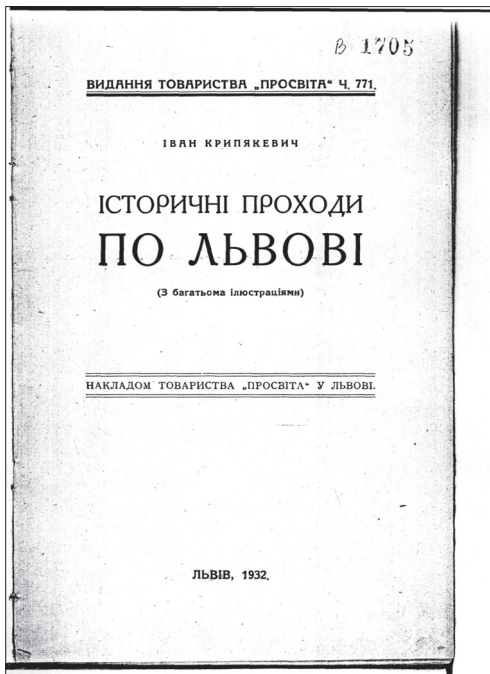 В 1705
ВИДАННЯ ТОВАРИСТВА „ПРОСВІТА“ Ч. 771.
ІВАН КРИПЯКЕВИЧ
ІСТОРИЧНІ ПРОХОДИ
ПО ЛЬВОВІ
(З багатьома ілюстраціями)
НАКЛАДОМ ТОВАРИСТВА „ПРОСВІТА“ У ЛЬВОВІ.
ЛЬВІВ, 1932.